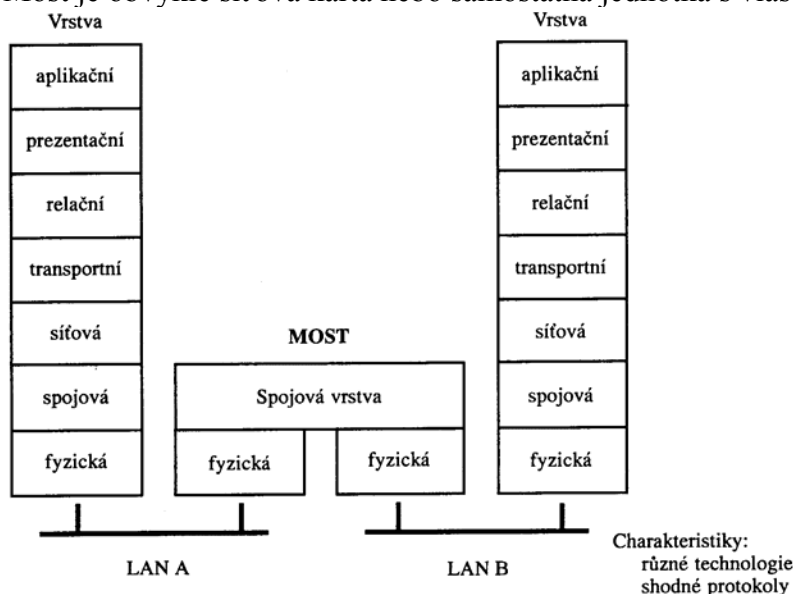 Most je obvykle síťová karta nebo samostatná jednotka s vlas
Vrstva
aplikační
prezentační
relační
transportní
síťová
spojová
fyzická
MOST
Spojová vrstva
fyzická
fyzická
Vrstva
aplikační
prezentační
relační
transportní
síťová
spojová
fyzická
LAN A
LAN B
Charakteristiky:
různé technologie
shodné protokoly